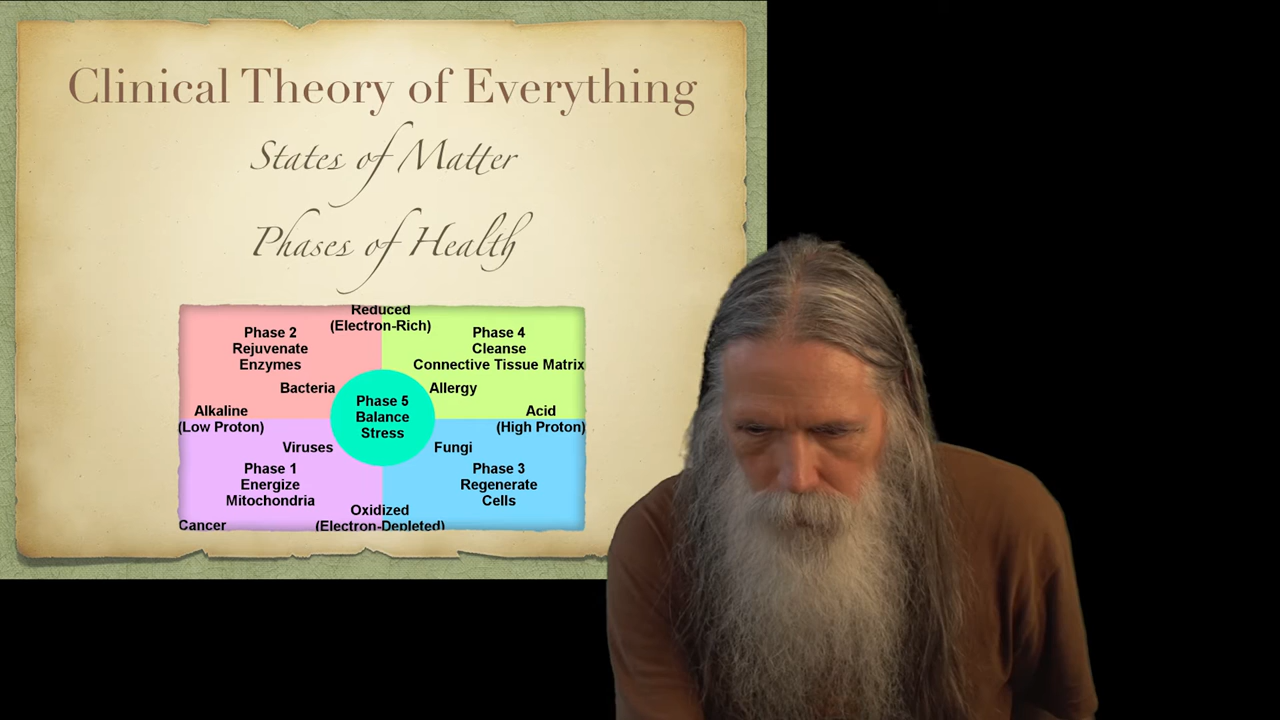 Clinical Theory of Everything
States of Matter
Phases of Health
Reduced
(Electron-Rich)
Phase 2
Rejuvenate
Enzymes
Phase 4
Cleanse
Connective Tissue Matrix
Bacteria
Allergy
Alkaline
(Low Proton)
Phase 5
Balance
Stress
Acid
(High Proton)
Viruses
Fungi
Phase 1
Energize
Mitochondria
Phase 3
Regenerate
Cells
Oxidized
(Electron-Depleted)
Cancer